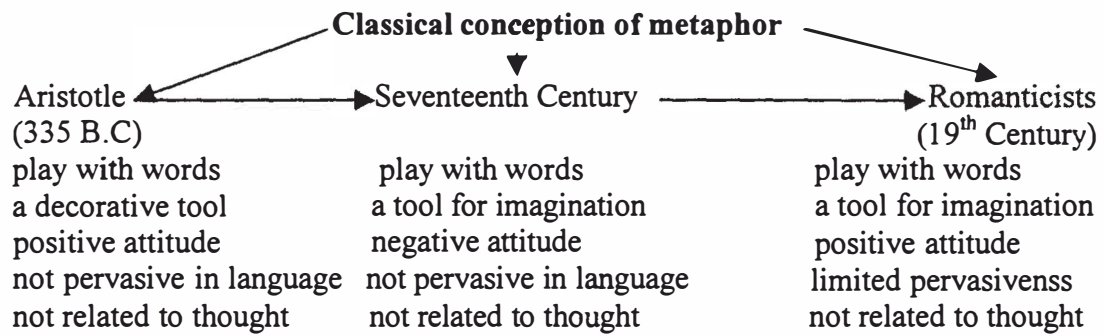 Classical conception of metaphor
Aristotle Seventeenth Century Romanticists
(335 B.C) (19th Century)
play with words play with words play with words
a decorative tool a tool for imagination a tool for imagination
positive attitude negative attitude positive attitude
not pervasive in language not pervasive in language limited pervasivenss
not related to thought not related to thought not related to thought